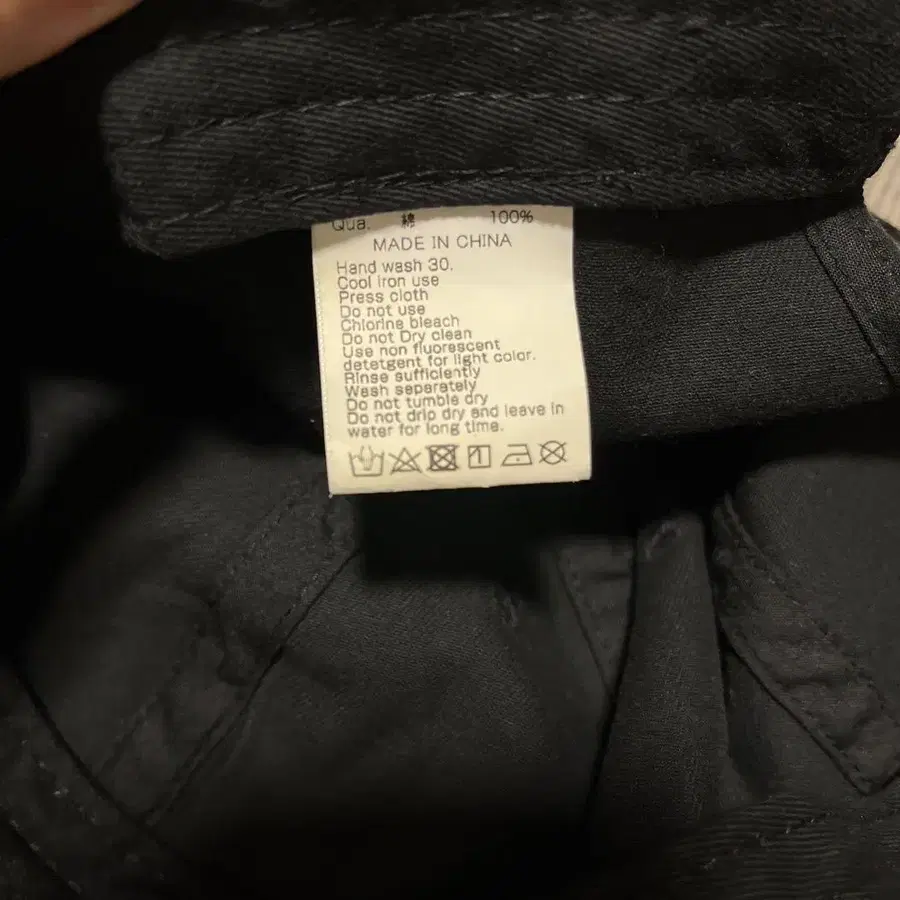 Qua. 綿 100%
MADE IN CHINA
Hand wash 30.
Cool iron use
Press cloth
Do not use
Chlorine bleach
Do not Dry clean
Use non fluorescent
detetgent for light color.
Rinse sufficiently
Wash separately
Do not tumble dry
Do not drip dry and leave in
water for long time.